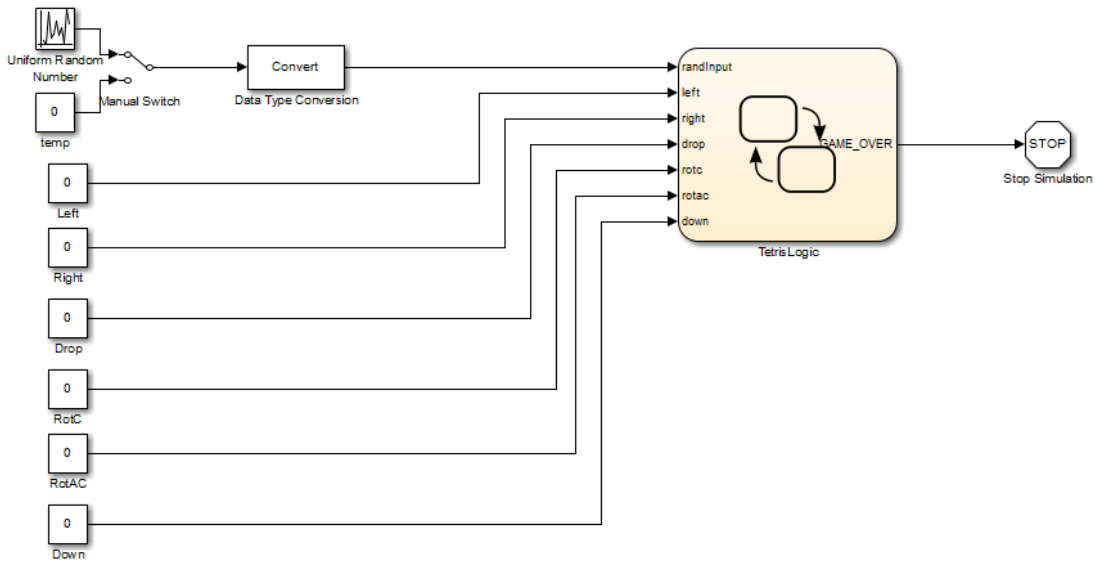 Uniform Random
Number
Manual Switch
0
temp
Convert
Data Type Conversion
0
Left
0
Right
0
Drop
0
RotC
0
RotAC
0
Down
randInput
left
right
drop
rotc
rotac
down
GAME_OVER
TetrisLogic
STOP
Stop Simulation